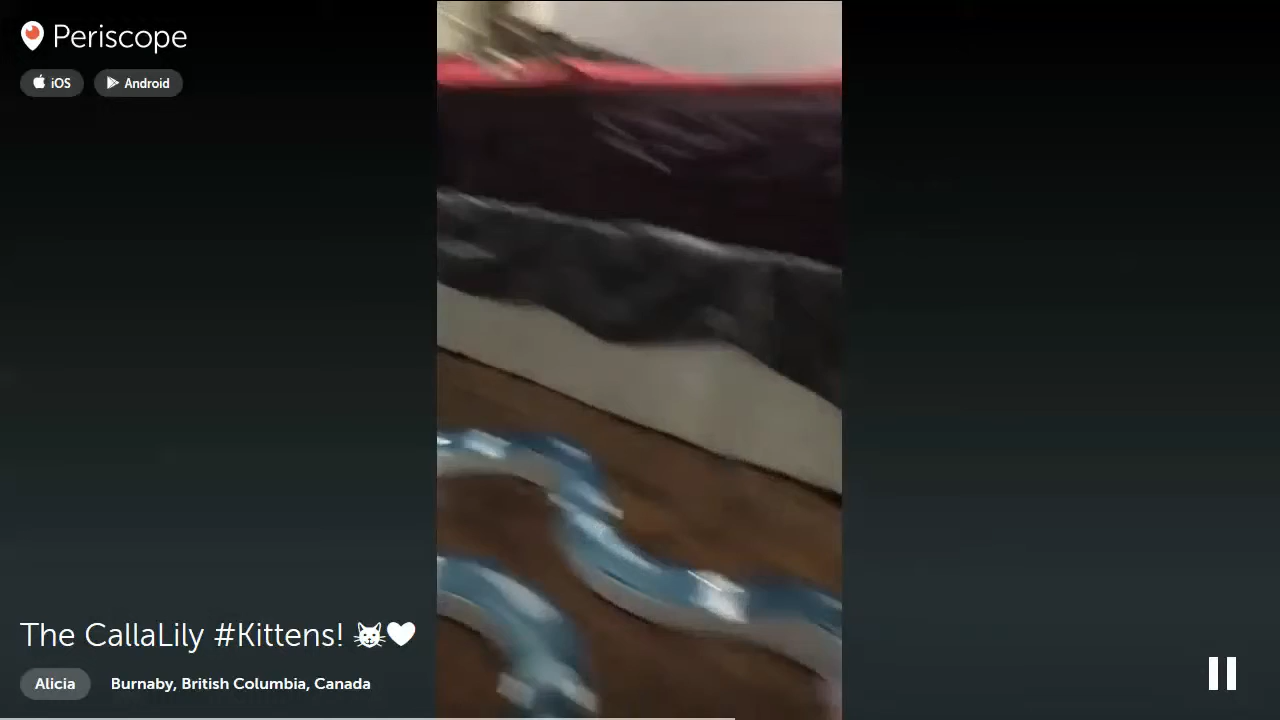 Periscope
iOS
Android
The CallaLily #Kittens! 🐱🤍
Alicia
Burnaby, British Columbia, Canada